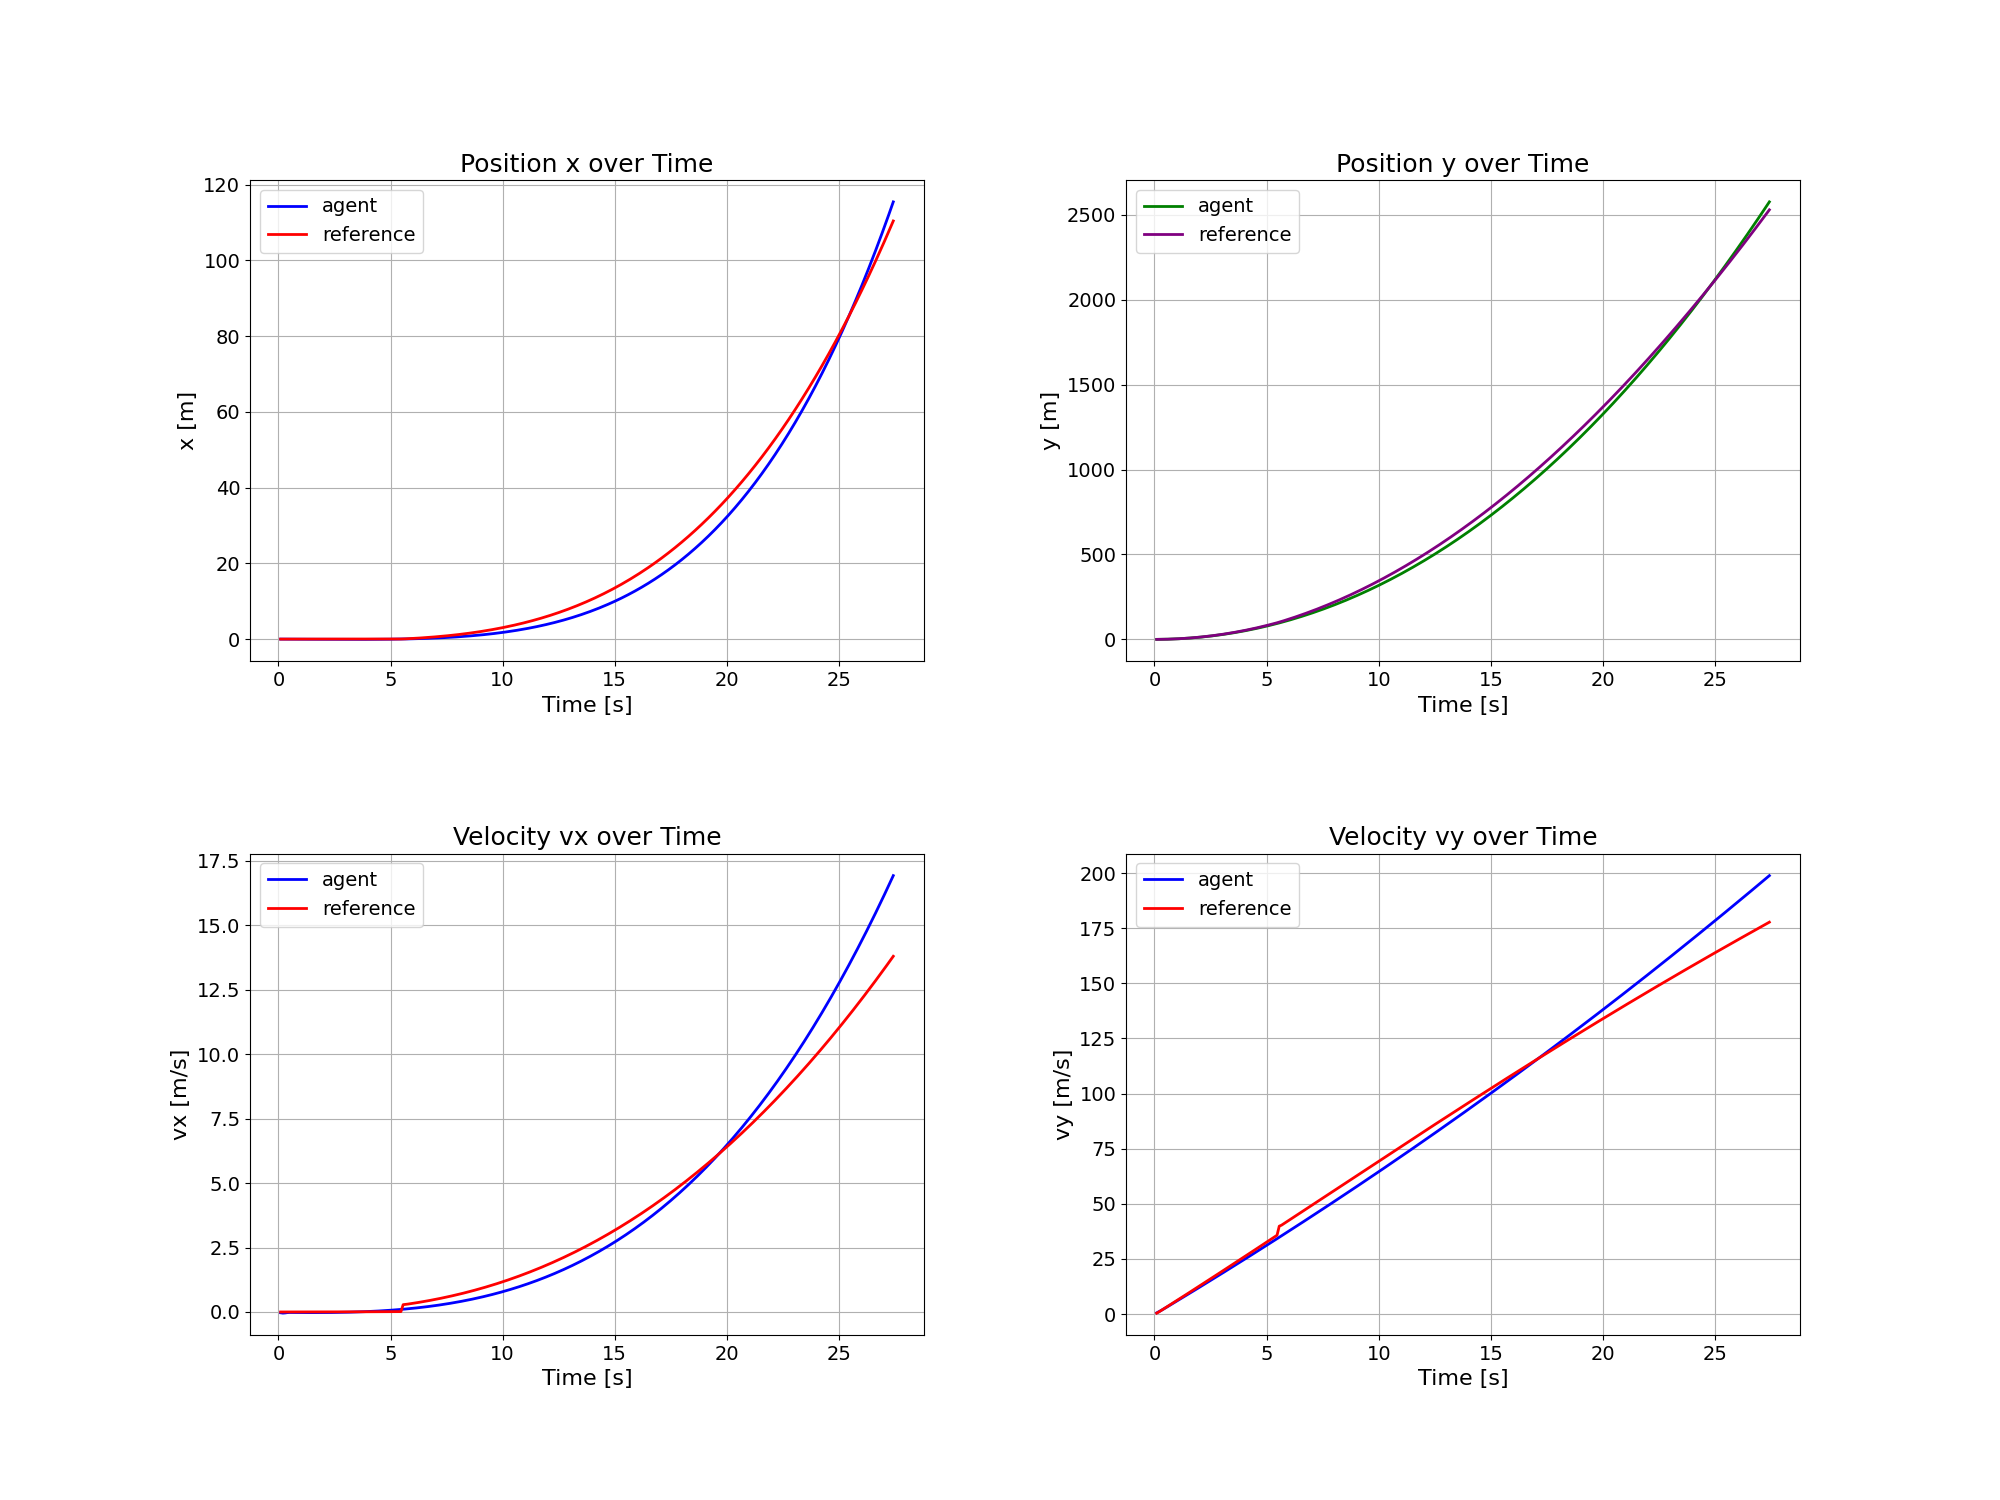 Position x over Time
120
100
80
60
40
20
0
x [m]
agent
reference
0 5 10 15 20 25
Time [s]
Position y over Time
2500
2000
1500
1000
500
0
y [m]
agent
reference
0 5 10 15 20 25
Time [s]
Velocity vx over Time
17.5
15.0
12.5
10.0
7.5
5.0
2.5
0.0
vx [m/s]
agent
reference
0 5 10 15 20 25
Time [s]
Velocity vy over Time
200
175
150
125
100
75
50
25
0
vy [m/s]
agent
reference
0 5 10 15 20 25
Time [s]